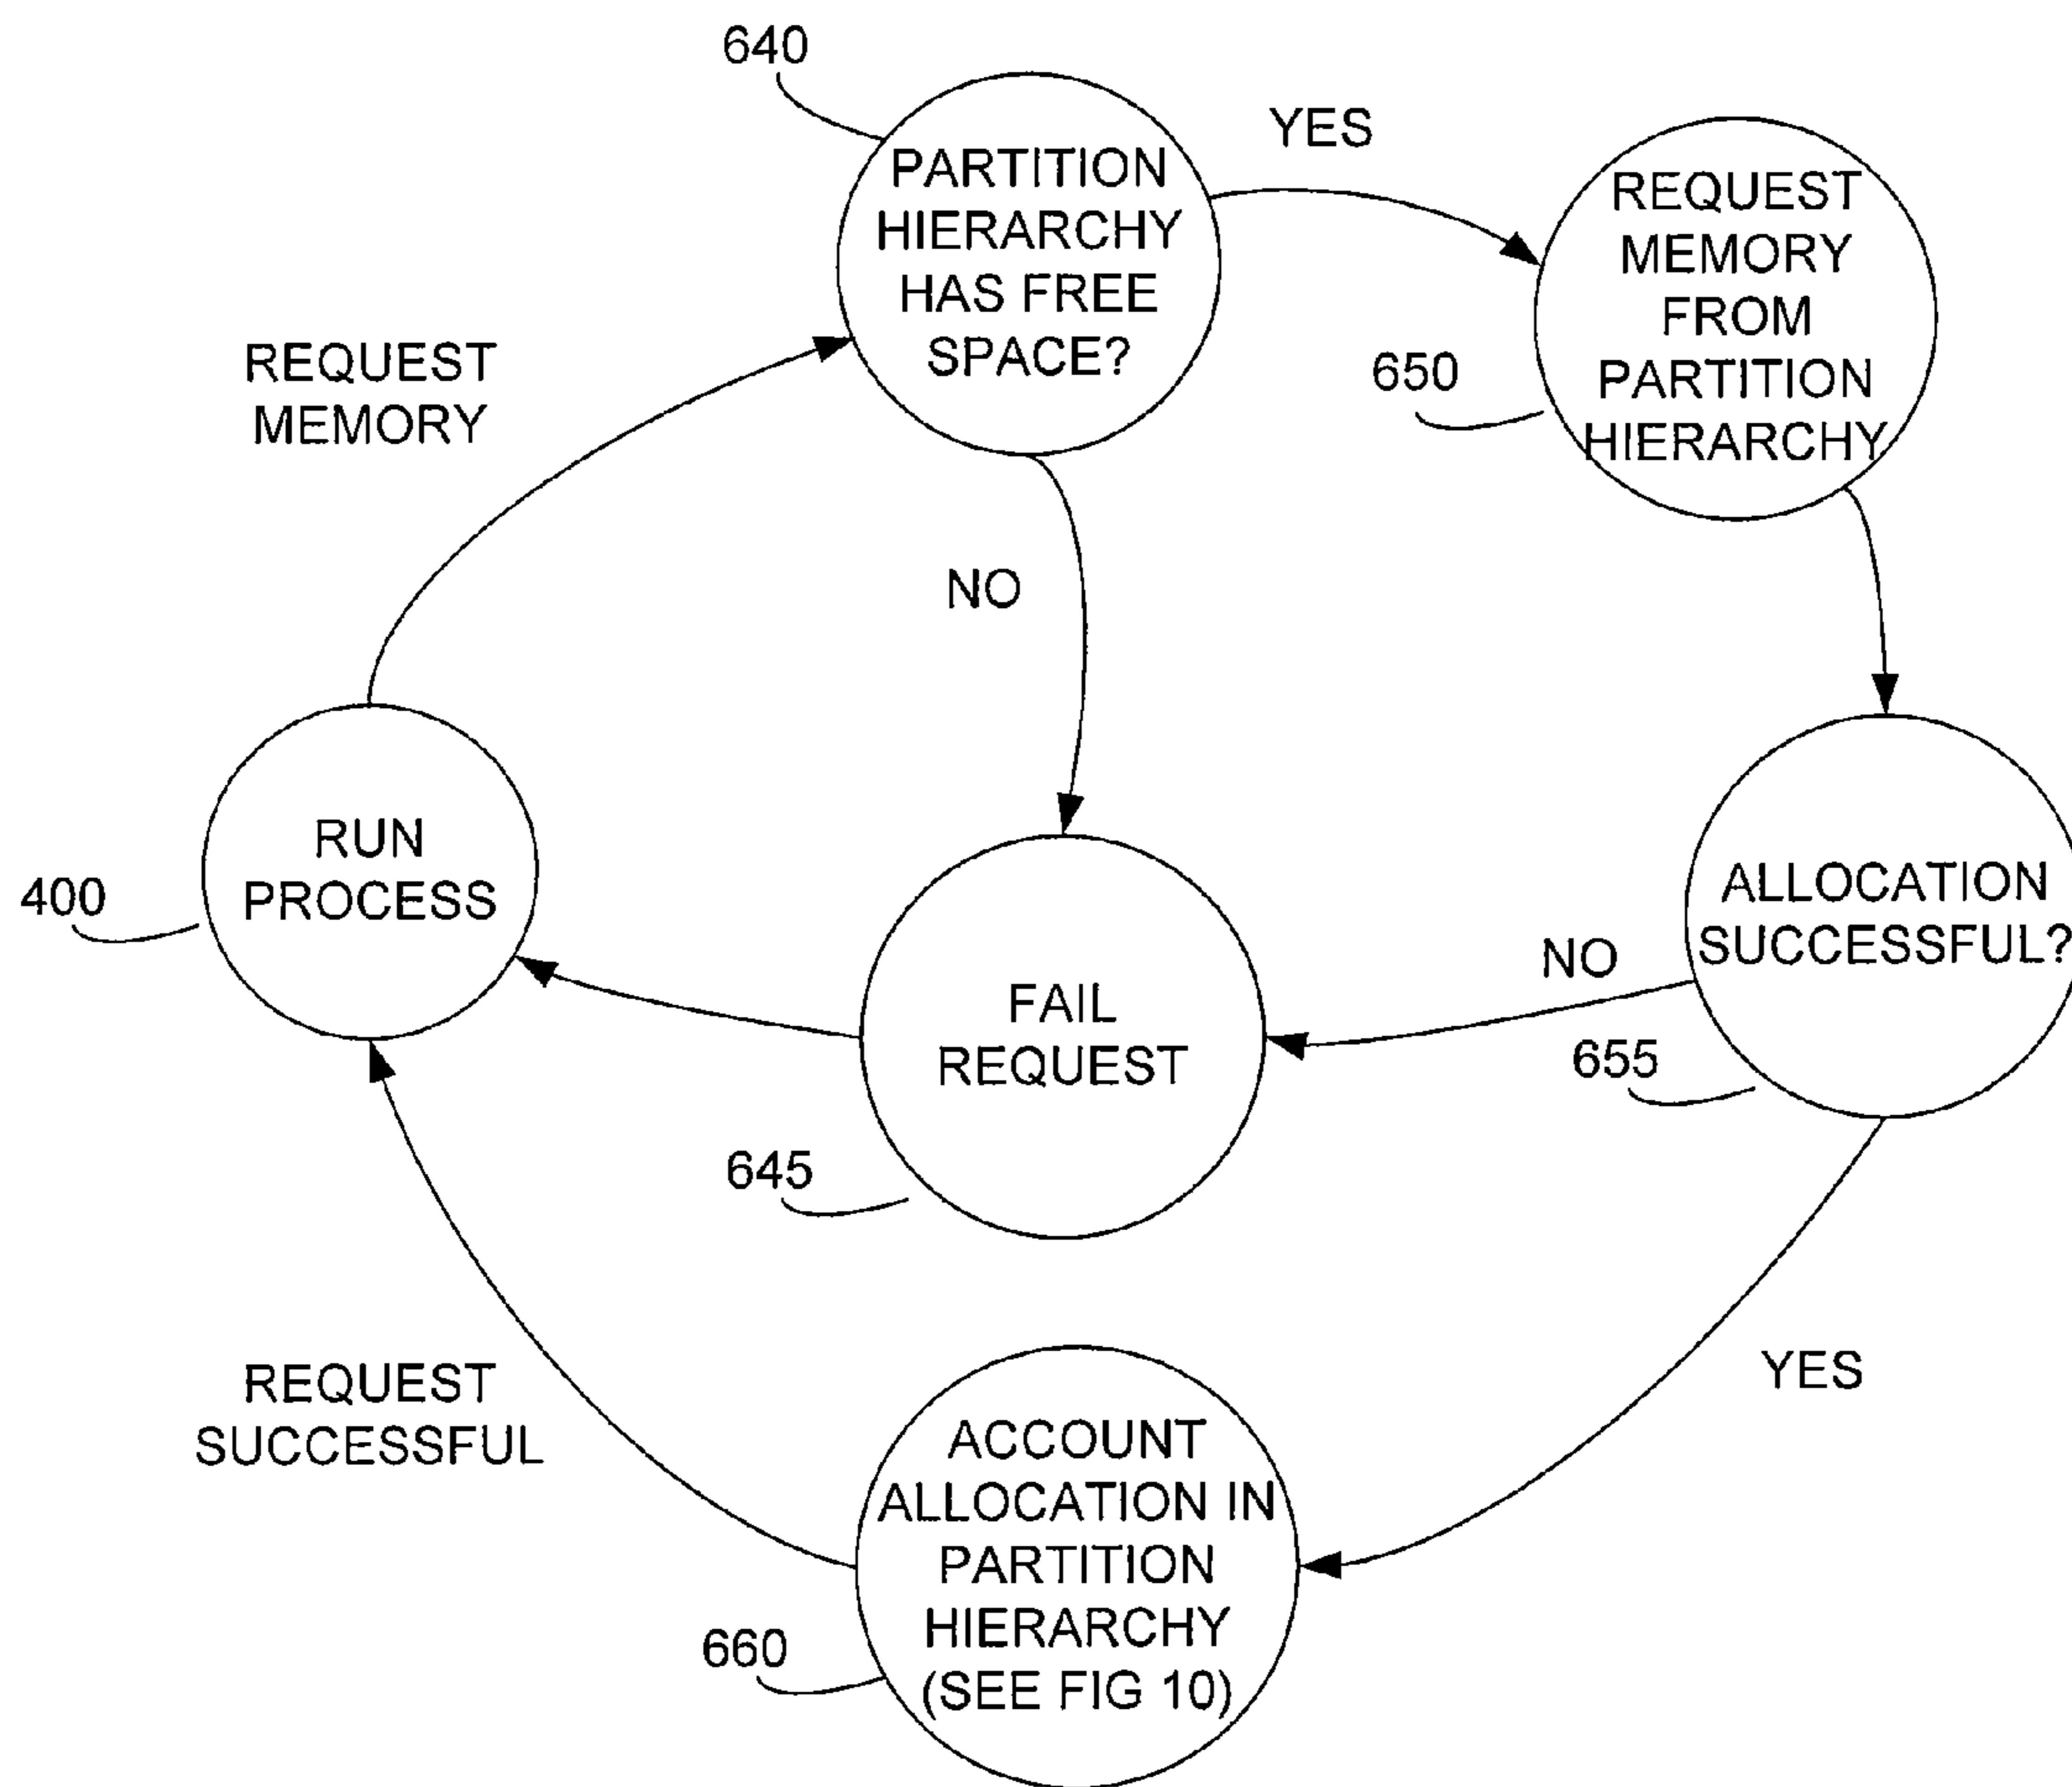 640
PARTITION
HIERARCHY
HAS FREE
SPACE?
YES
REQUEST
MEMORY
FROM
PARTITION
HIERARCHY
650
REQUEST
MEMORY
NO
RUN
PROCESS
400
ALLOCATION
SUCCESSFUL?
NO
655
FAIL
REQUEST
645
YES
REQUEST
SUCCESSFUL
ACCOUNT
ALLOCATION IN
PARTITION
HIERARCHY
(SEE FIG 10)
660